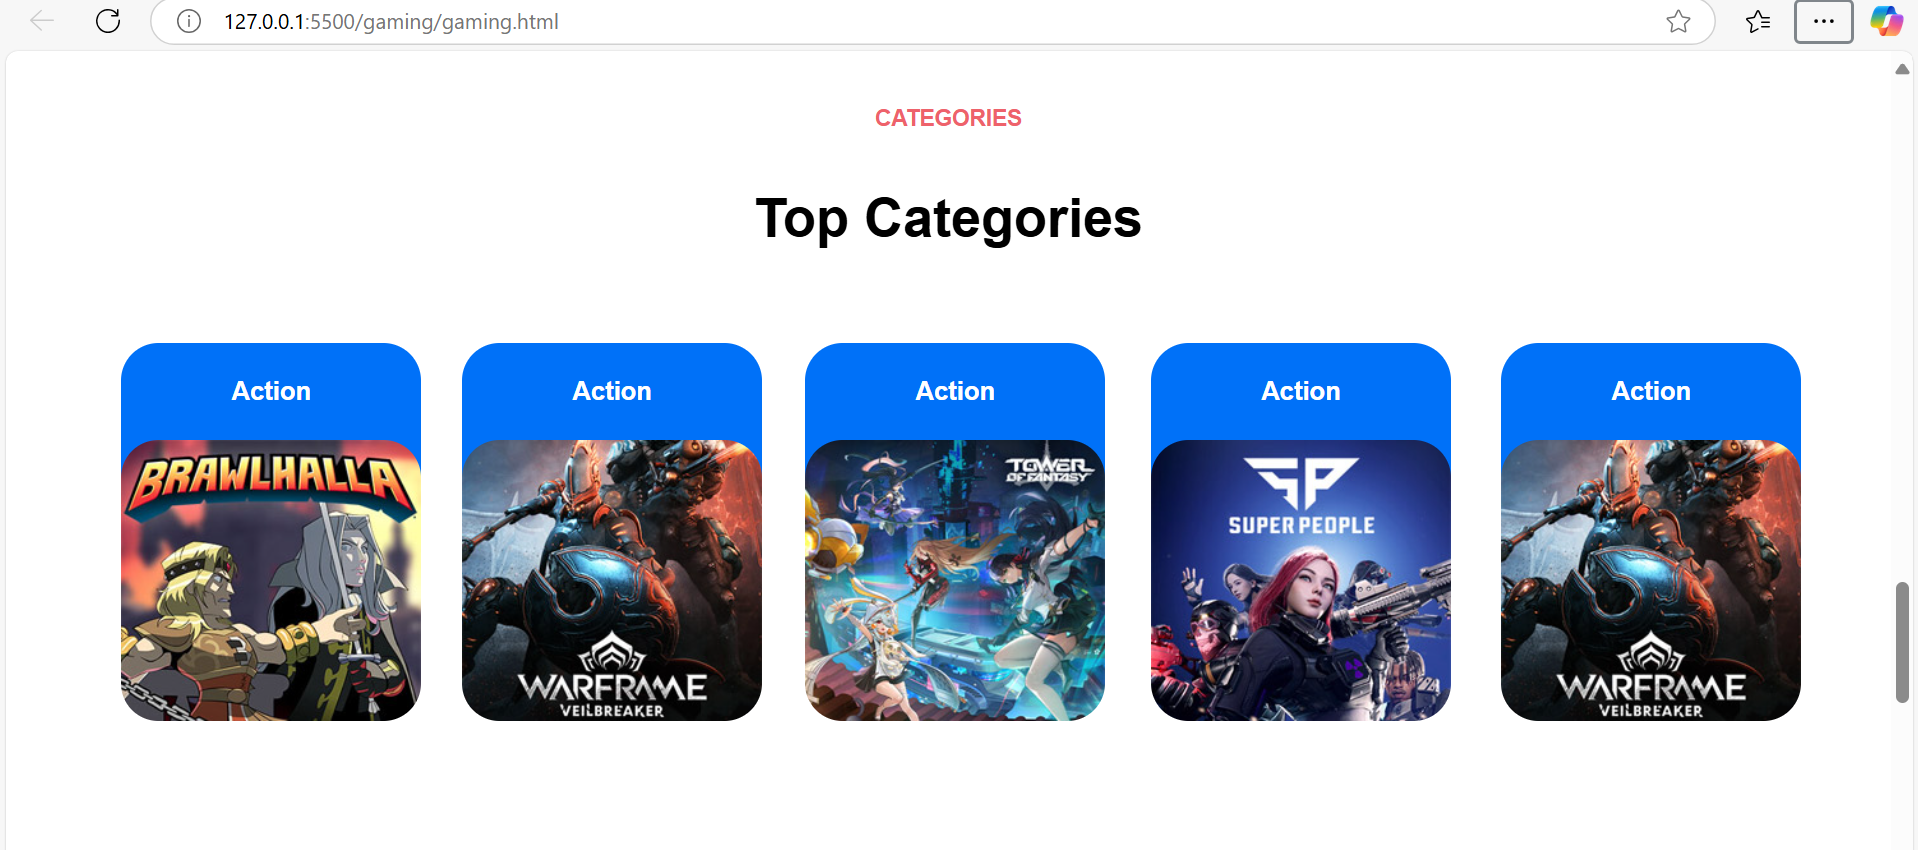 127.0.0.1:5500/gaming/gaming.html
CATEGORIES
Top Categories
Action
Action
Action
Action
Action
BRAWLHALLA
WARFRAME
VEILBREAKER
TOWER
OF FANTASY
SP
SUPER PEOPLE
WARFRAME
VEILBREAKER